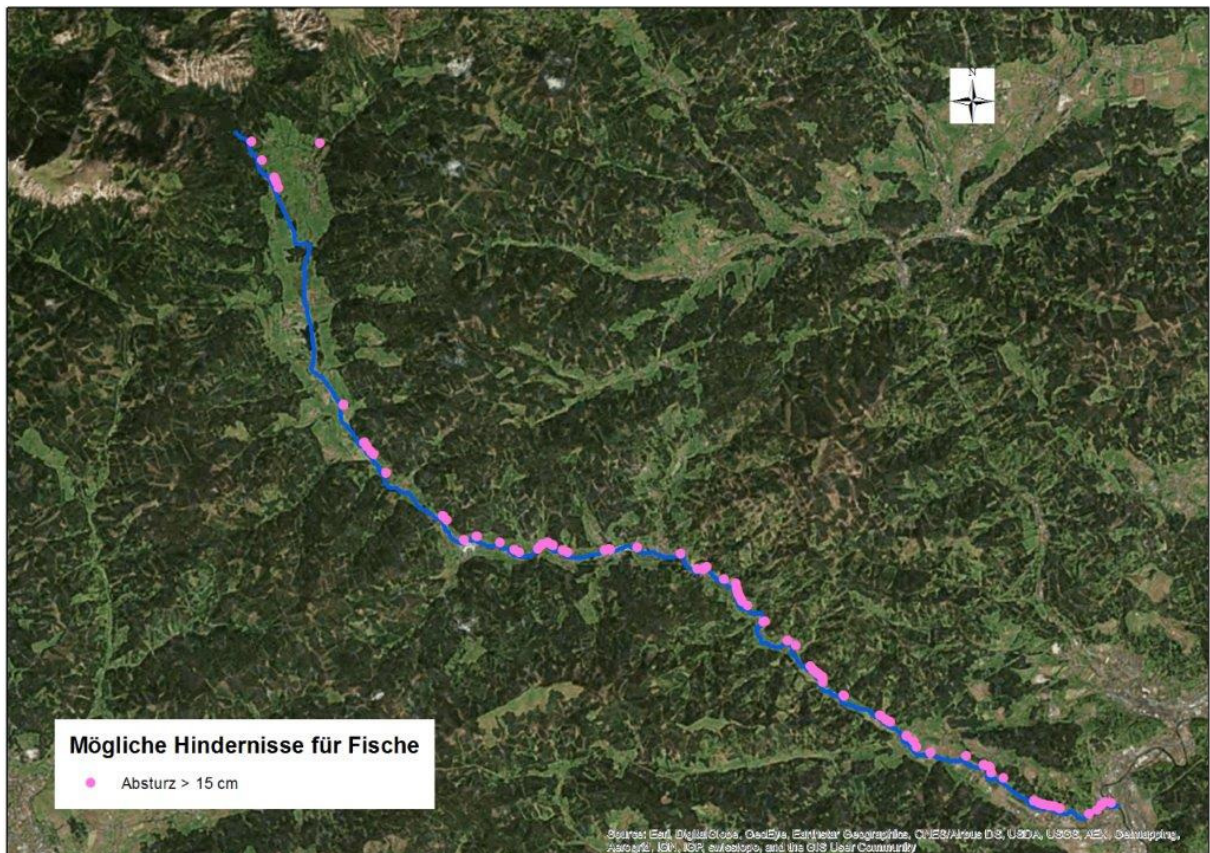 N
Mögliche Hindernisse für Fische
Absturz > 15 cm
Source: Esri, DigitalGlobe, GeoEye, Earthstar Geographics, CNES/Airbus DS, USDA, USGS, AEX, Getmapping,
Aerogrid, IGN, IGP, swisstopo, and the GIS User Community